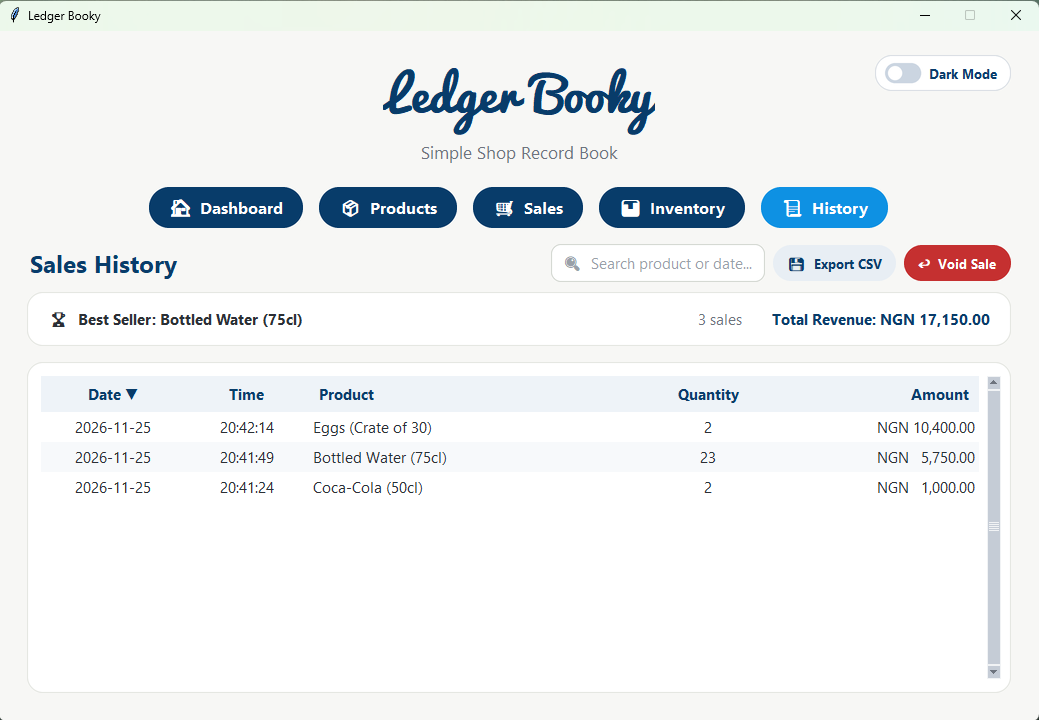 Ledger Booky
Dark Mode
Ledger Booky
Simple Shop Record Book
Dashboard Products Sales Inventory History
Sales History Search product or date... Export CSV Void Sale
Best Seller: Bottled Water (75cl) 3 sales Total Revenue: NGN 17,150.00
Date ▼ Time Product Quantity Amount
2026-11-25 20:42:14 Eggs (Crate of 30) 2 NGN 10,400.00
2026-11-25 20:41:49 Bottled Water (75cl) 23 NGN 5,750.00
2026-11-25 20:41:24 Coca-Cola (50cl) 2 NGN 1,000.00